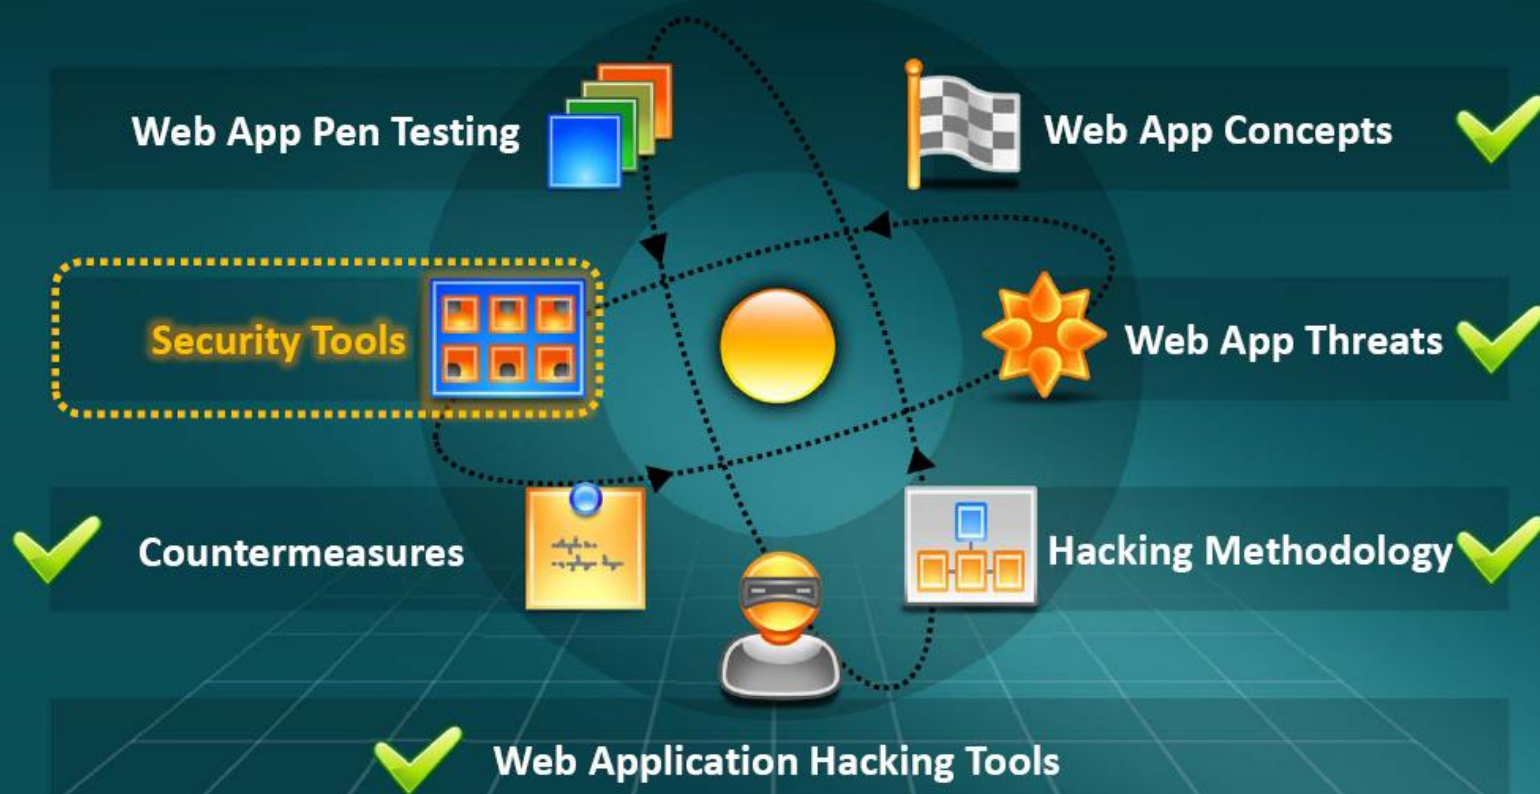 Web App Pen Testing
Web App Concepts
Security Tools
Web App Threats
Countermeasures
Hacking Methodology
Web Application Hacking Tools